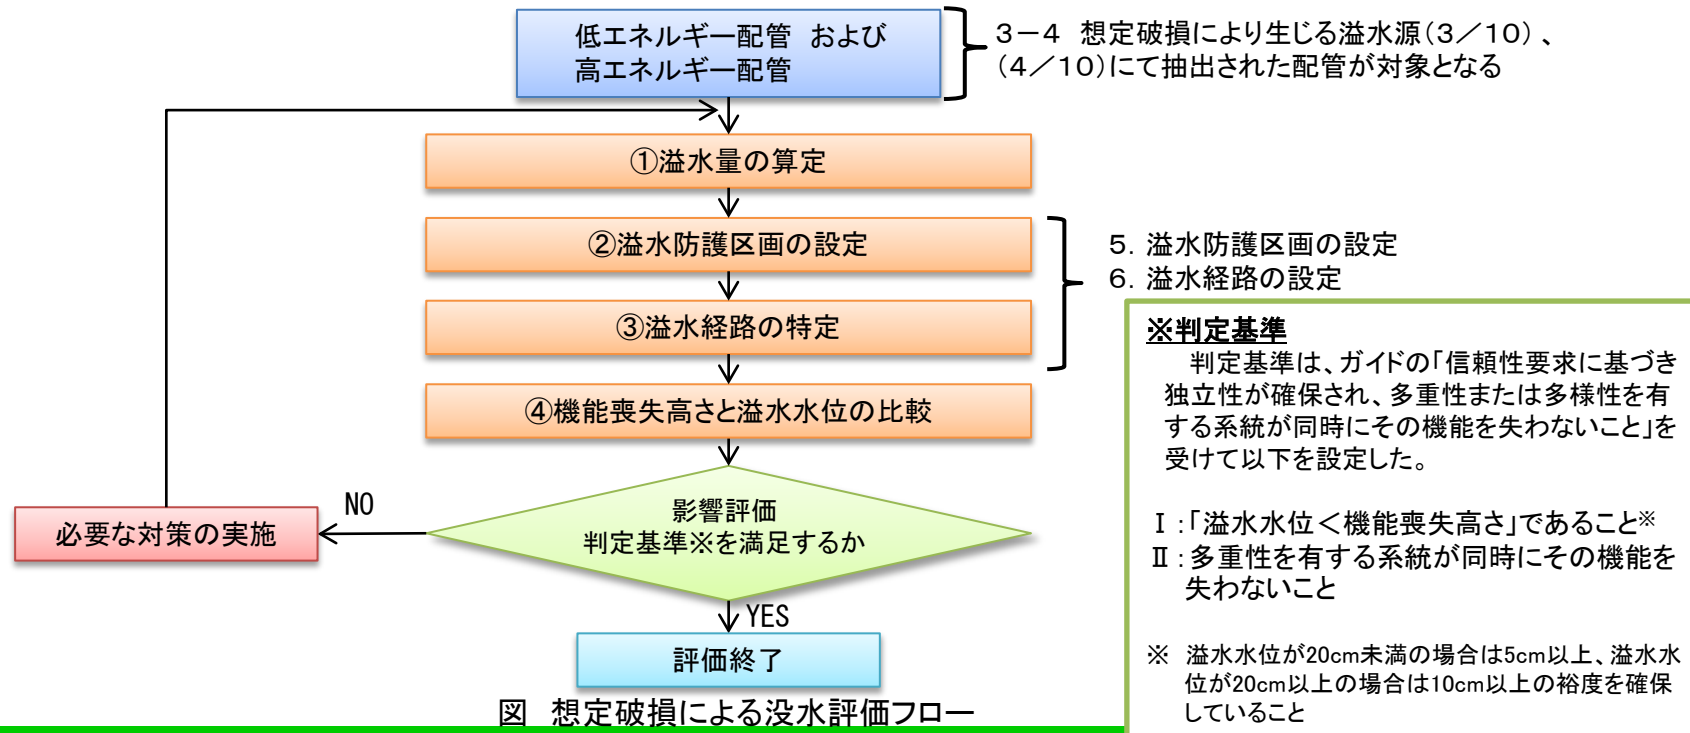 低エネルギー配管 および
高エネルギー配管
3-4 想定破損により生じる溢水源(3/10)、
(4/10)にて抽出された配管が対象となる
①溢水量の算定
②溢水防護区画の設定
③溢水経路の特定
5. 溢水防護区画の設定
6. 溢水経路の設定
④機能喪失高さと溢水水位の比較
影響評価
判定基準※を満足するか
NO
必要な対策の実施
YES
評価終了
図 想定破損による没水評価フロー
※判定基準
判定基準は、ガイドの「信頼性要求に基づき
独立性が確保され、多重性または多様性を有
する系統が同時にその機能を失わないこと」を
受けて以下を設定した。
Ⅰ:「溢水水位<機能喪失高さ」であること※
Ⅱ:多重性を有する系統が同時にその機能を
失わないこと
※ 溢水水位が20cm未満の場合は5cm以上、溢水水
位が20cm以上の場合は10cm以上の裕度を確保
していること